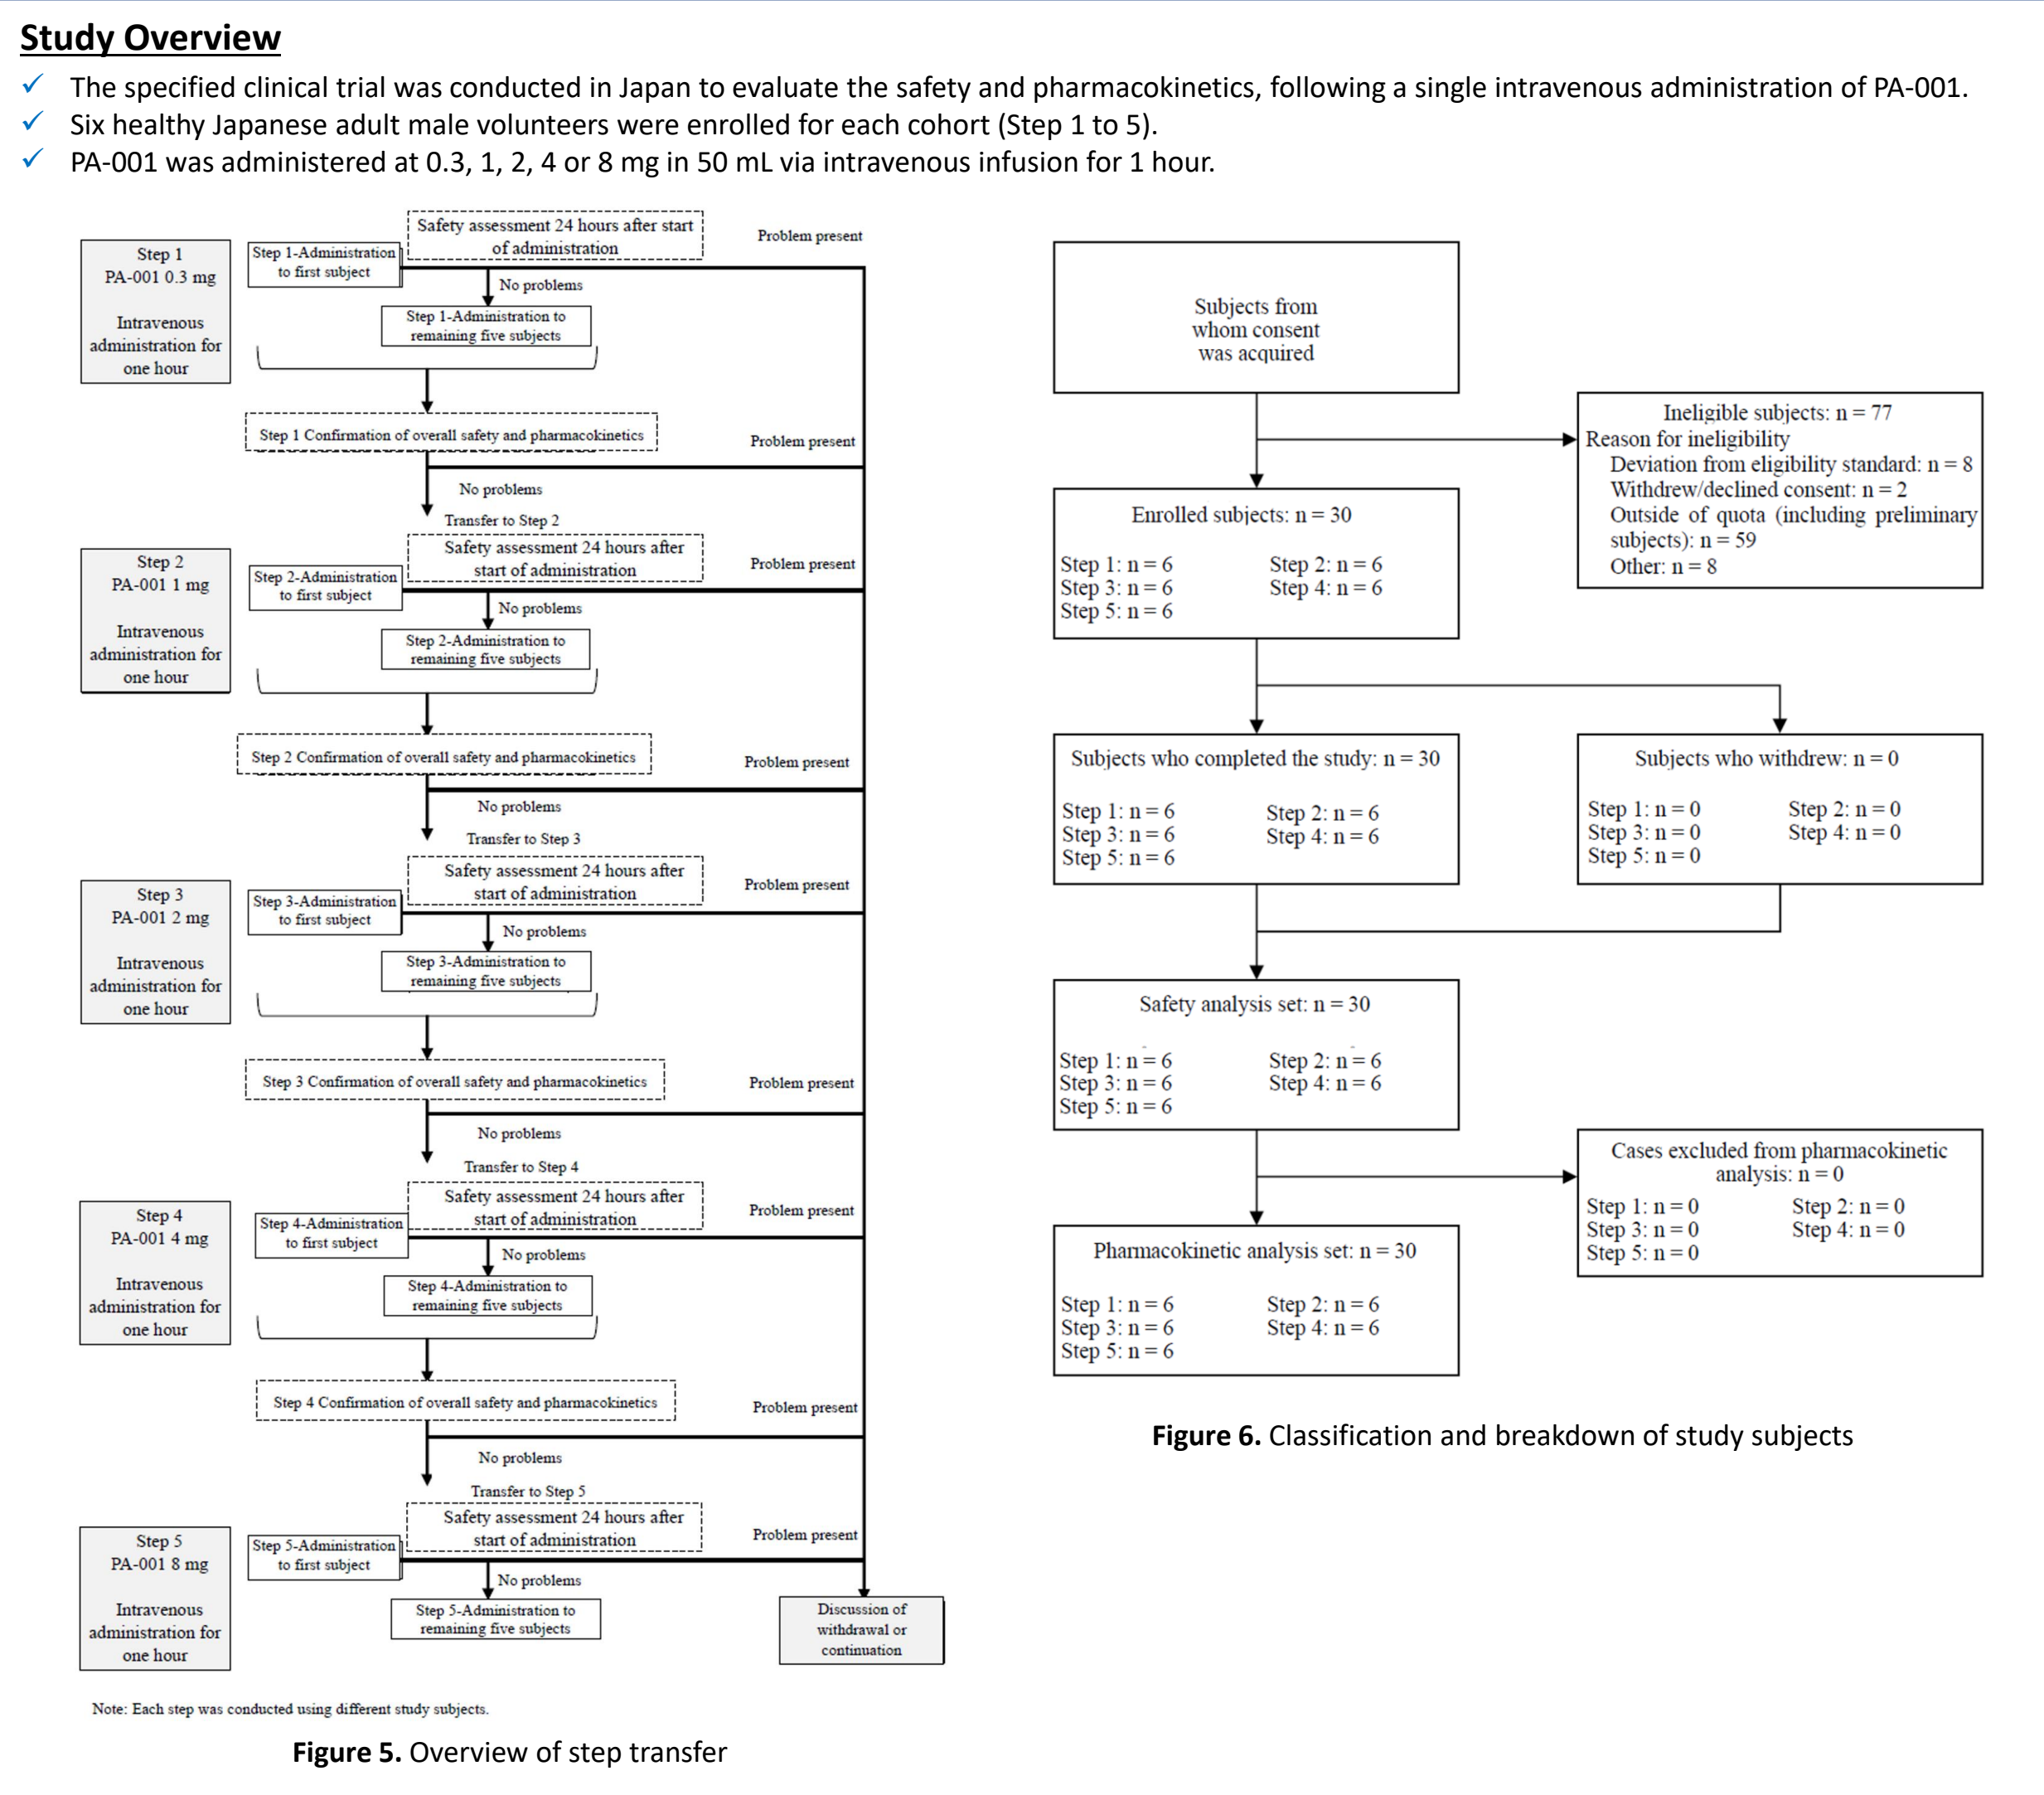 Study Overview
✓ The specified clinical trial was conducted in Japan to evaluate the safety and pharmacokinetics, following a single intravenous administration of PA-001.
✓ Six healthy Japanese adult male volunteers were enrolled for each cohort (Step 1 to 5).
✓ PA-001 was administered at 0.3, 1, 2, 4 or 8 mg in 50 mL via intravenous infusion for 1 hour.
Step 1
PA-001 0.3 mg
Intravenous
administration for
one hour
Step 1-Administration
to first subject
Safety assessment 24 hours after start
of administration
Problem present
No problems
Step 1-Administration to
remaining five subjects
Step 1 Confirmation of overall safety and pharmacokinetics
Problem present
No problems
Transfer to Step 2
Step 2
PA-001 1 mg
Intravenous
administration for
one hour
Step 2-Administration
to first subject
Safety assessment 24 hours after
start of administration
Problem present
No problems
Step 2-Administration to
remaining five subjects
Step 2 Confirmation of overall safety and pharmacokinetics
Problem present
No problems
Transfer to Step 3
Step 3
PA-001 2 mg
Intravenous
administration for
one hour
Step 3-Administration
to first subject
Safety assessment 24 hours after
start of administration
Problem present
No problems
Step 3-Administration to
remaining five subjects
Step 3 Confirmation of overall safety and pharmacokinetics
Problem present
No problems
Transfer to Step 4
Step 4
PA-001 4 mg
Intravenous
administration for
one hour
Step 4-Administration
to first subject
Safety assessment 24 hours after
start of administration
Problem present
No problems
Step 4-Administration to
remaining five subjects
Step 4 Confirmation of overall safety and pharmacokinetics
Problem present
No problems
Transfer to Step 5
Step 5
PA-001 8 mg
Intravenous
administration for
one hour
Step 5-Administration
to first subject
Safety assessment 24 hours after
start of administration
Problem present
No problems
Step 5-Administration to
remaining five subjects
Discussion of
withdrawal or
continuation
Note: Each step was conducted using different study subjects.
Figure 5. Overview of step transfer
Subjects from
whom consent
was acquired
Ineligible subjects: n = 77
Reason for ineligibility
Deviation from eligibility standard: n = 8
Withdrew/declined consent: n = 2
Outside of quota (including preliminary
subjects): n = 59
Other: n = 8
Enrolled subjects: n = 30
Step 1: n = 6 Step 2: n = 6
Step 3: n = 6 Step 4: n = 6
Step 5: n = 6
Subjects who completed the study: n = 30
Step 1: n = 6 Step 2: n = 6
Step 3: n = 6 Step 4: n = 6
Step 5: n = 6
Subjects who withdrew: n = 0
Step 1: n = 0 Step 2: n = 0
Step 3: n = 0 Step 4: n = 0
Step 5: n = 0
Safety analysis set: n = 30
Step 1: n = 6 Step 2: n = 6
Step 3: n = 6 Step 4: n = 6
Step 5: n = 6
Cases excluded from pharmacokinetic
analysis: n = 0
Step 1: n = 0 Step 2: n = 0
Step 3: n = 0 Step 4: n = 0
Step 5: n = 0
Pharmacokinetic analysis set: n = 30
Step 1: n = 6 Step 2: n = 6
Step 3: n = 6 Step 4: n = 6
Step 5: n = 6
Figure 6. Classification and breakdown of study subjects